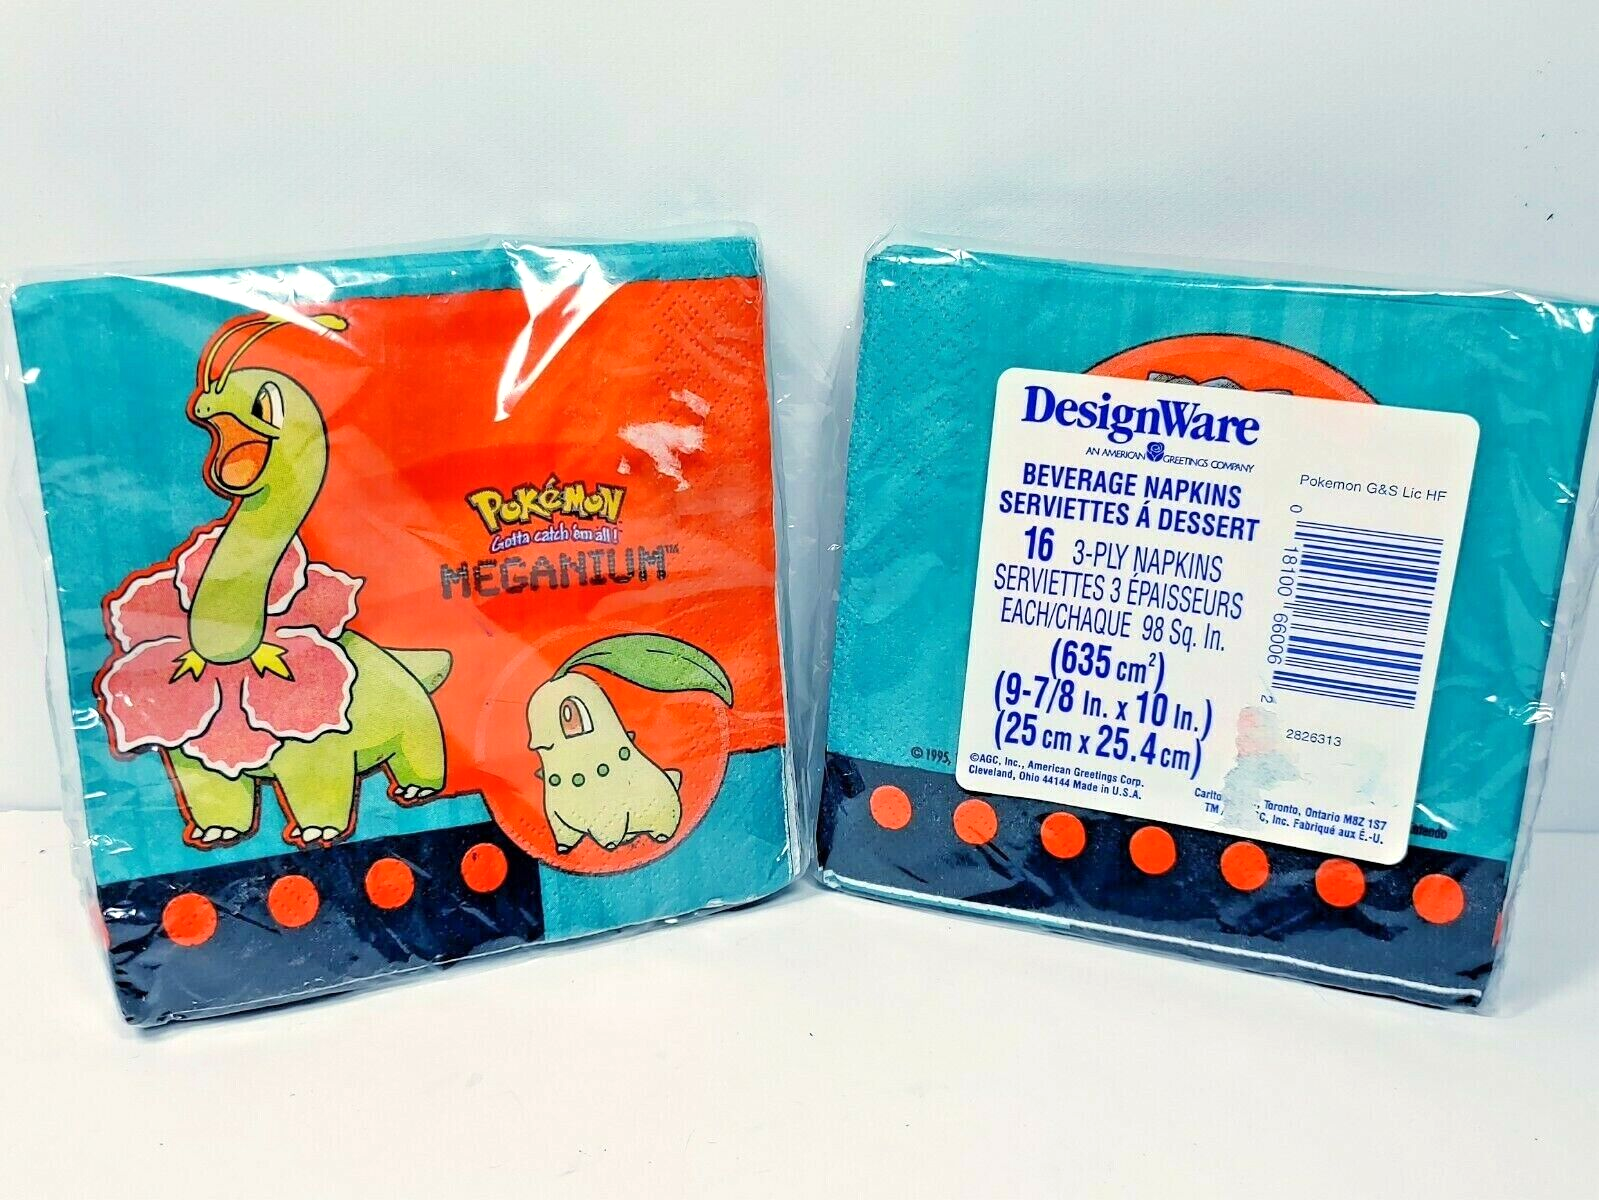 POKéMON
Gotta catch 'em all!
MEGANIUM™
DesignWare
AN AMERICAN GREETINGS COMPANY
BEVERAGE NAPKINS
SERVIETTES Á DESSERT
16 3-PLY NAPKINS
SERVIETTES 3 ÉPAISSEURS
EACH/CHAQUE 98 Sq. In.
(635 cm²)
(9-7/8 In. x 10 In.)
(25 cm x 25.4 cm)
©AGC, Inc., American Greetings Corp.
Cleveland, Ohio 44144 Made in U.S.A.
Toronto, Ontario M8Z 1S7
TM
Inc. Fabriqué aux É.-U.
Pokemon G&S Lic HF
0 18100 66006 2
2826313
© 1995,